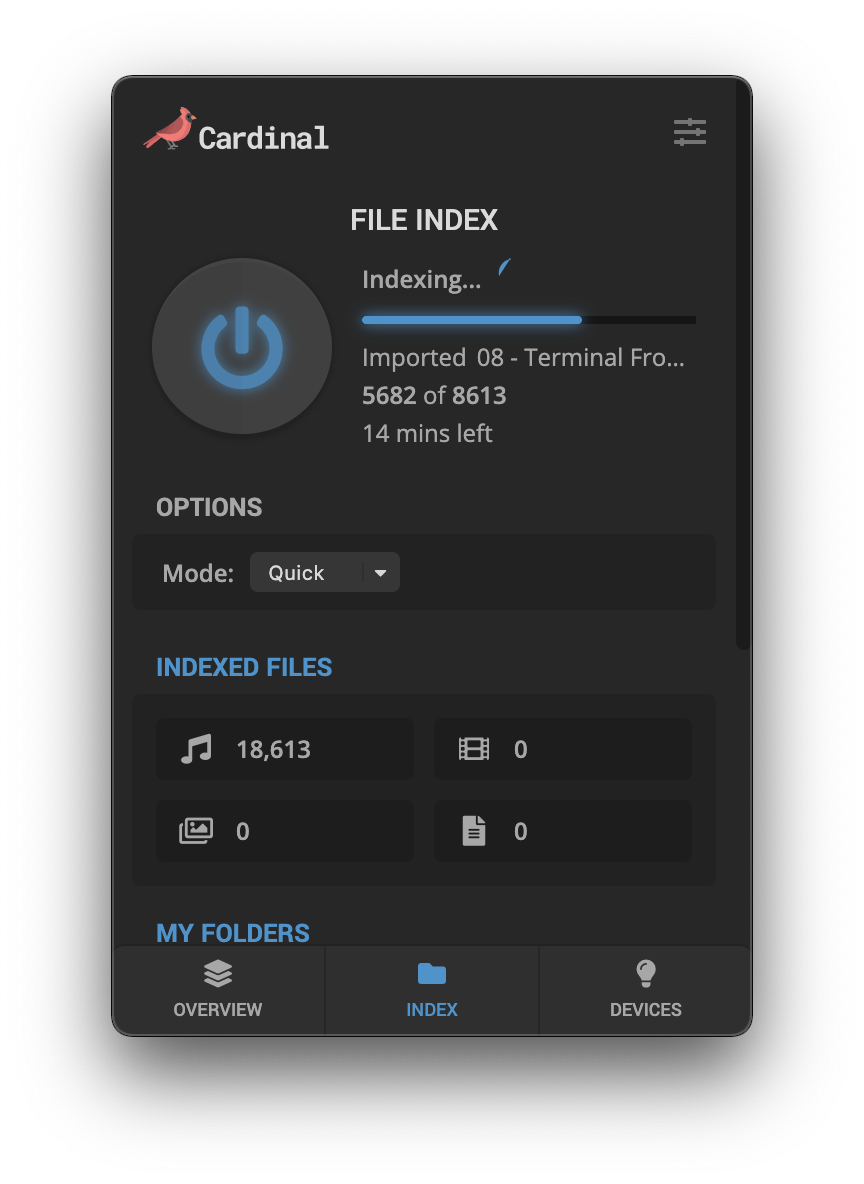 Cardinal
FILE INDEX
Indexing...
Imported 08 - Terminal Fro...
5682 of 8613
14 mins left
OPTIONS
Mode: Quick
INDEXED FILES
18,613 0
0 0
MY FOLDERS
OVERVIEW INDEX DEVICES